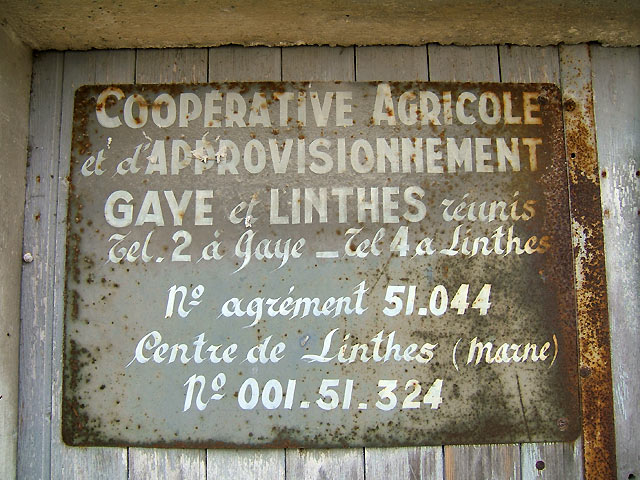 COOPÉRATIVE AGRICOLE
et d'APPROVISIONNEMENT
GAYE et LINTHES réunis
Tel. 2 à Gaye - Tel 4 a Linthes
Nº agrément 51.044
Centre de Linthes (Marne)
Nº 001.51.324